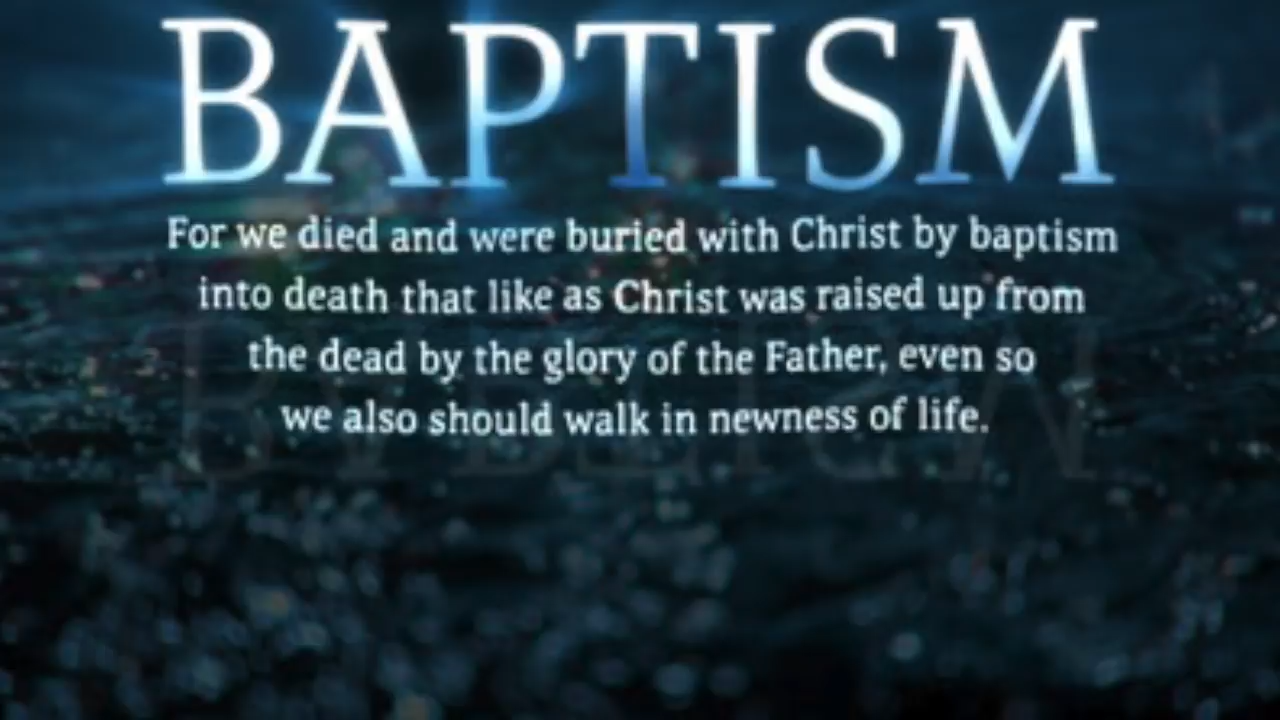 BAPTISM
For we died and were buried with Christ by baptism
into death that like as Christ was raised up from
the dead by the glory of the Father, even so
we also should walk in newness of life.